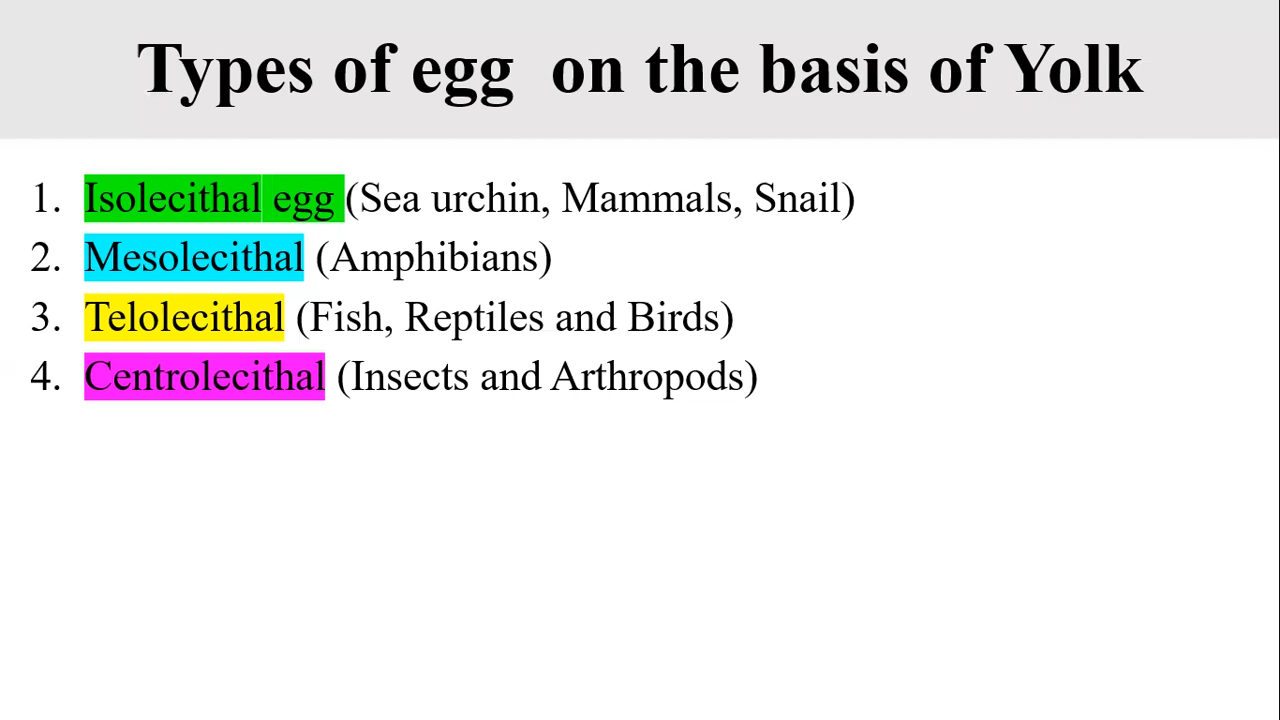 Types of egg on the basis of Yolk
1. Isolecithal egg (Sea urchin, Mammals, Snail)
2. Mesolecithal (Amphibians)
3. Telolecithal (Fish, Reptiles and Birds)
4. Centrolecithal (Insects and Arthropods)